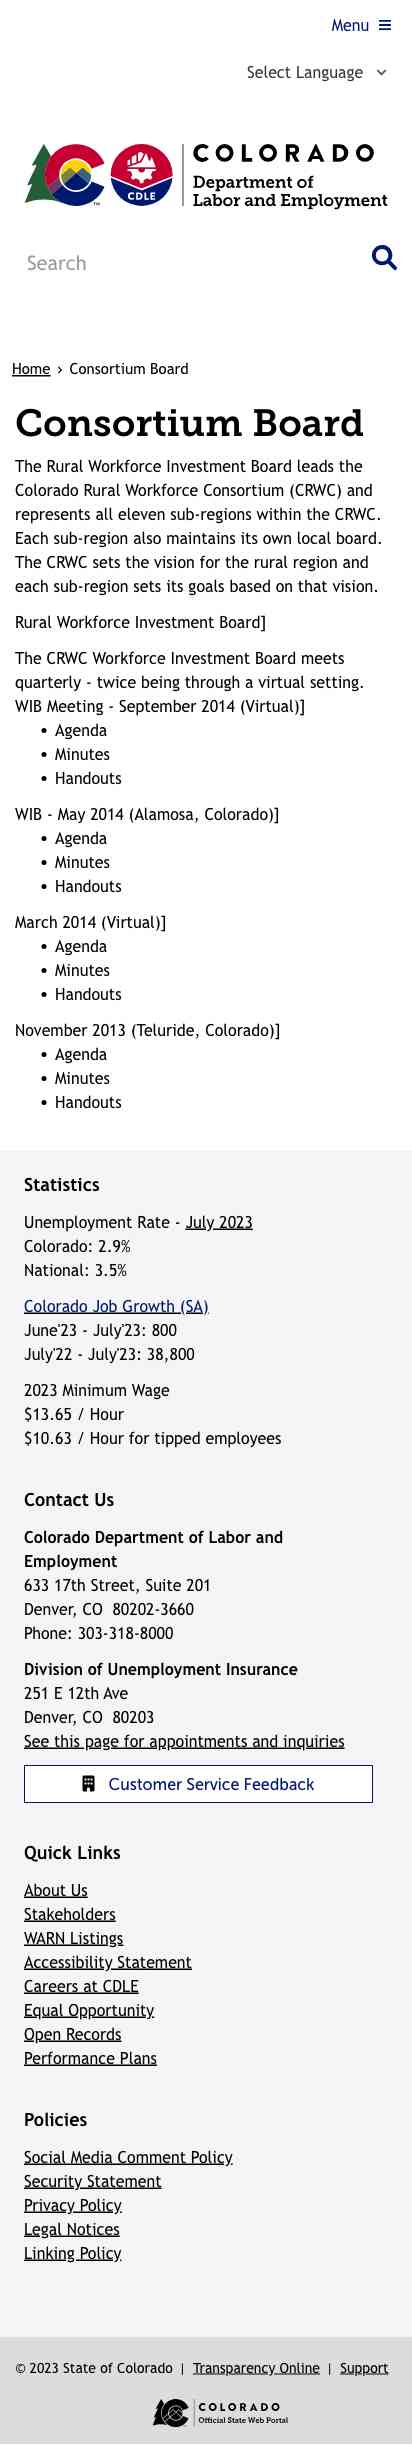 Menu
Select Language
CDLE
TM
COLORADO
Department of
Labor and Employment
Search
Home › Consortium Board
Consortium Board
The Rural Workforce Investment Board leads the
Colorado Rural Workforce Consortium (CRWC) and
represents all eleven sub-regions within the CRWC.
Each sub-region also maintains its own local board.
The CRWC sets the vision for the rural region and
each sub-region sets its goals based on that vision.
Rural Workforce Investment Board]
The CRWC Workforce Investment Board meets
quarterly - twice being through a virtual setting.
WIB Meeting - September 2014 (Virtual)]
• Agenda
• Minutes
• Handouts
WIB - May 2014 (Alamosa, Colorado)]
• Agenda
• Minutes
• Handouts
March 2014 (Virtual)]
• Agenda
• Minutes
• Handouts
November 2013 (Teluride, Colorado)]
• Agenda
• Minutes
• Handouts
Statistics
Unemployment Rate - July 2023
Colorado: 2.9%
National: 3.5%
Colorado Job Growth (SA)
June'23 - July'23: 800
July'22 - July'23: 38,800
2023 Minimum Wage
$13.65 / Hour
$10.63 / Hour for tipped employees
Contact Us
Colorado Department of Labor and
Employment
633 17th Street, Suite 201
Denver, CO  80202-3660
Phone: 303-318-8000
Division of Unemployment Insurance
251 E 12th Ave
Denver, CO  80203
See this page for appointments and inquiries
Customer Service Feedback
Quick Links
About Us
Stakeholders
WARN Listings
Accessibility Statement
Careers at CDLE
Equal Opportunity
Open Records
Performance Plans
Policies
Social Media Comment Policy
Security Statement
Privacy Policy
Legal Notices
Linking Policy
© 2023 State of Colorado | Transparency Online | Support
COLORADO
Official State Web Portal